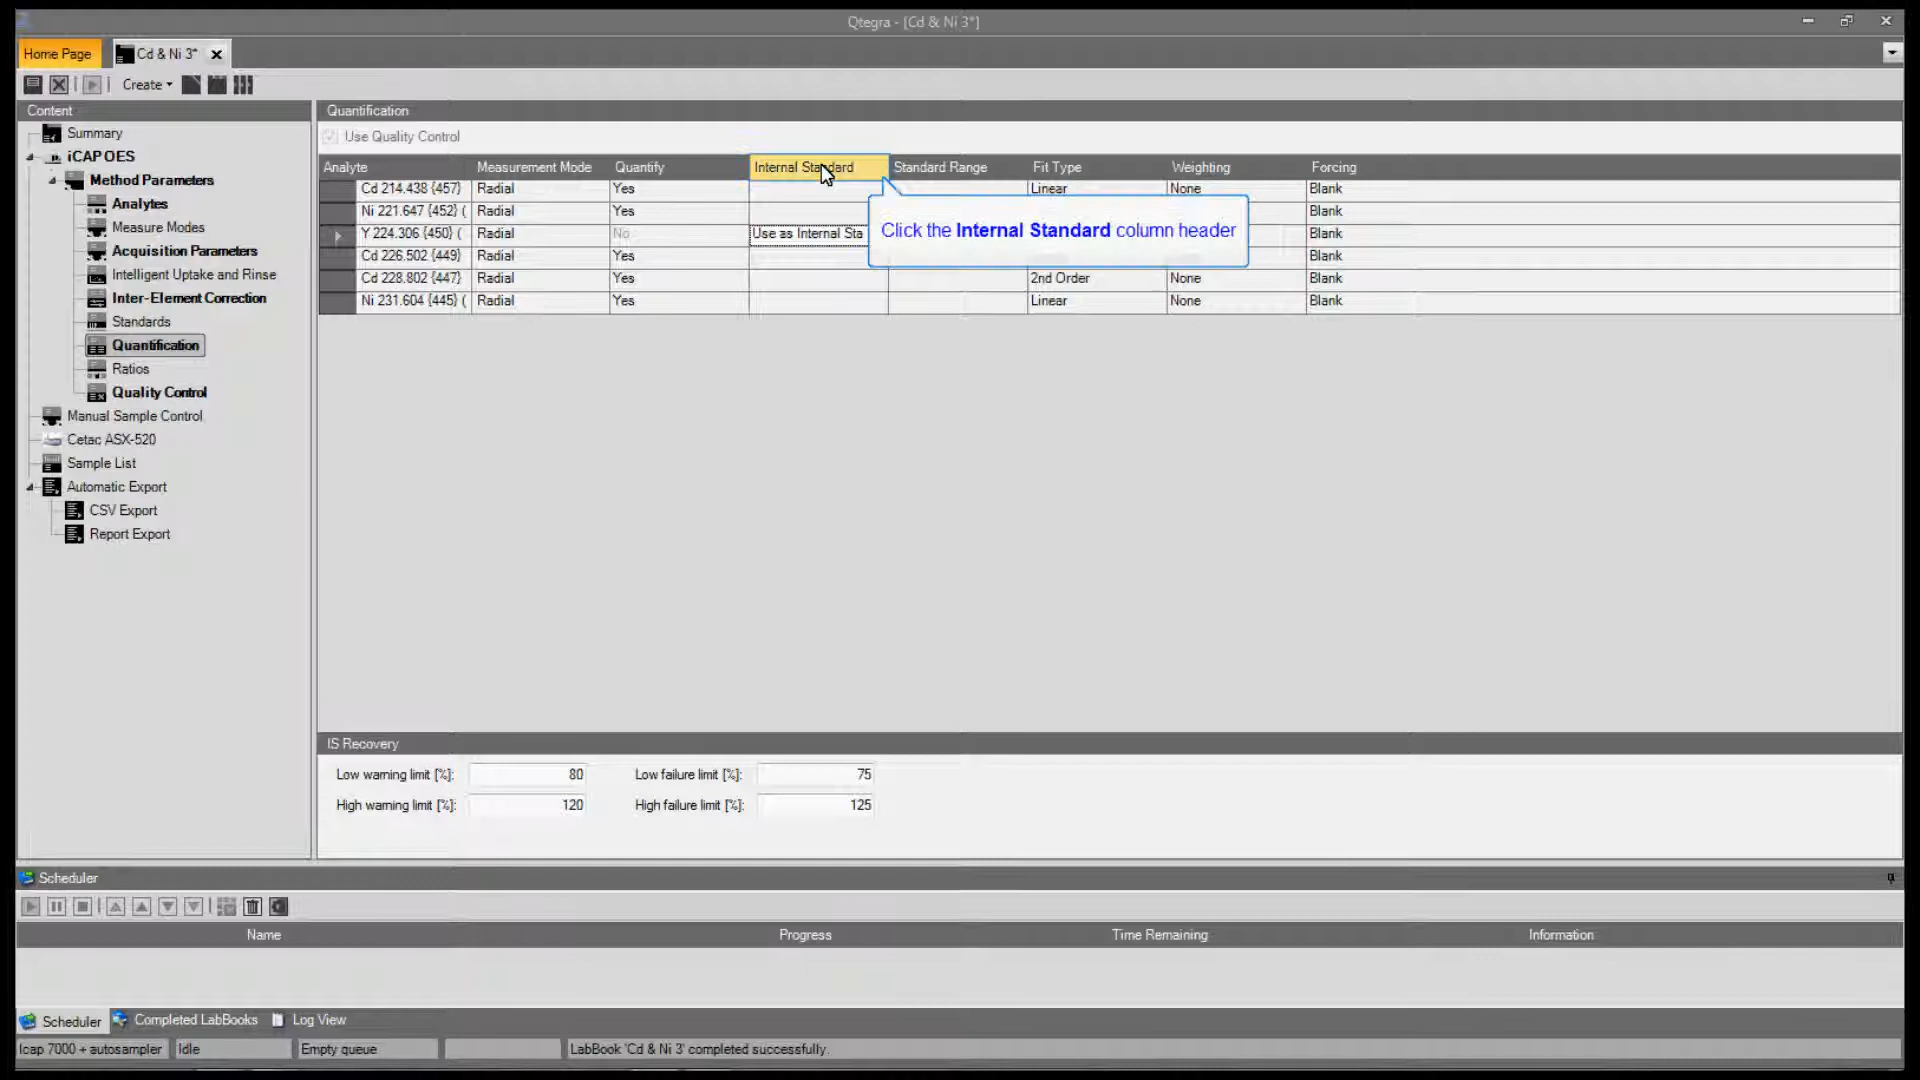 Qtegra - [Cd & Ni 3*]
Home Page
Cd & Ni 3*
Create
Content
Summary
iCAP OES
Method Parameters
Analytes
Measure Modes
Acquisition Parameters
Intelligent Uptake and Rinse
Inter-Element Correction
Standards
Quantification
Ratios
Quality Control
Manual Sample Control
Cetac ASX-520
Sample List
Automatic Export
CSV Export
Report Export
Quantification
Use Quality Control
Analyte Measurement Mode Quantify Internal Standard Standard Range Fit Type Weighting Forcing
Cd 214.438 {457} Radial Yes Linear None Blank
Ni 221.647 {452} ( Radial Yes Blank
Y 224.306 {450} ( Radial No Use as Internal Sta Blank
Cd 226.502 {449} Radial Yes Blank
Cd 228.802 {447} Radial Yes 2nd Order None Blank
Ni 231.604 {445} ( Radial Yes Linear None Blank
Click the Internal Standard column header
IS Recovery
Low warning limit [%]: 80 Low failure limit [%]: 75
High warning limit [%]: 120 High failure limit [%]: 125
Scheduler
Name Progress Time Remaining Information
Scheduler Completed LabBooks Log View
Icap 7000 + autosampler Idle Empty queue LabBook 'Cd & Ni 3' completed successfully.